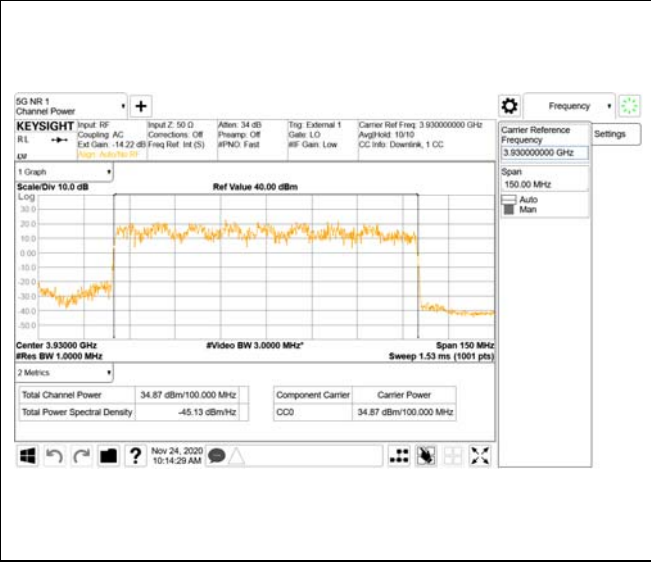 5G NR 1
Channel Power
Frequency
KEYSIGHT
RL
Input: RF
Coupling: AC
Ext Gain: -14.22 dB
Align: Auto/No RF
Input Z: 50 Ω
Corrections: Off
Freq Ref: Int (S)
Atten: 34 dB
Preamp: Off
#PNO: Fast
Trig: External 1
Gate: LO
#IF Gain: Low
Carrier Ref Freq: 3.930000000 GHz
Avg|Hold: 10/10
CC Info: Downlink, 1 CC
Carrier Reference
Frequency
3.930000000 GHz
Settings
Span
150.00 MHz
Auto
Man
1 Graph
Scale/Div 10.0 dB
Ref Value 40.00 dBm
Log
30.0
20.0
10.0
0.00
-10.0
-20.0
-30.0
-40.0
-50.0
Center 3.93000 GHz
#Video BW 3.0000 MHz*
Span 150 MHz
#Res BW 1.0000 MHz
Sweep 1.53 ms (1001 pts)
2 Metrics
Total Channel Power 34.87 dBm/100.000 MHz
Total Power Spectral Density -45.13 dBm/Hz
Component Carrier Carrier Power
CC0 34.87 dBm/100.000 MHz
Nov 24, 2020
10:14:29 AM